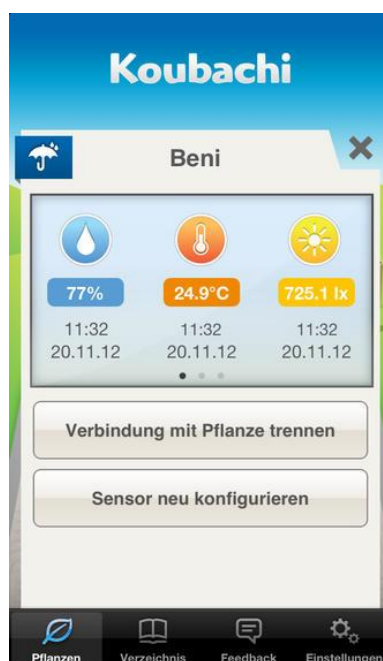 Koubachi
Beni
77% 24.9°C 725.1 lx
11:32 11:32 11:32
20.11.12 20.11.12 20.11.12
Verbindung mit Pflanze trennen
Sensor neu konfigurieren
Pflanzen Verzeichnis Feedback Einstellungen